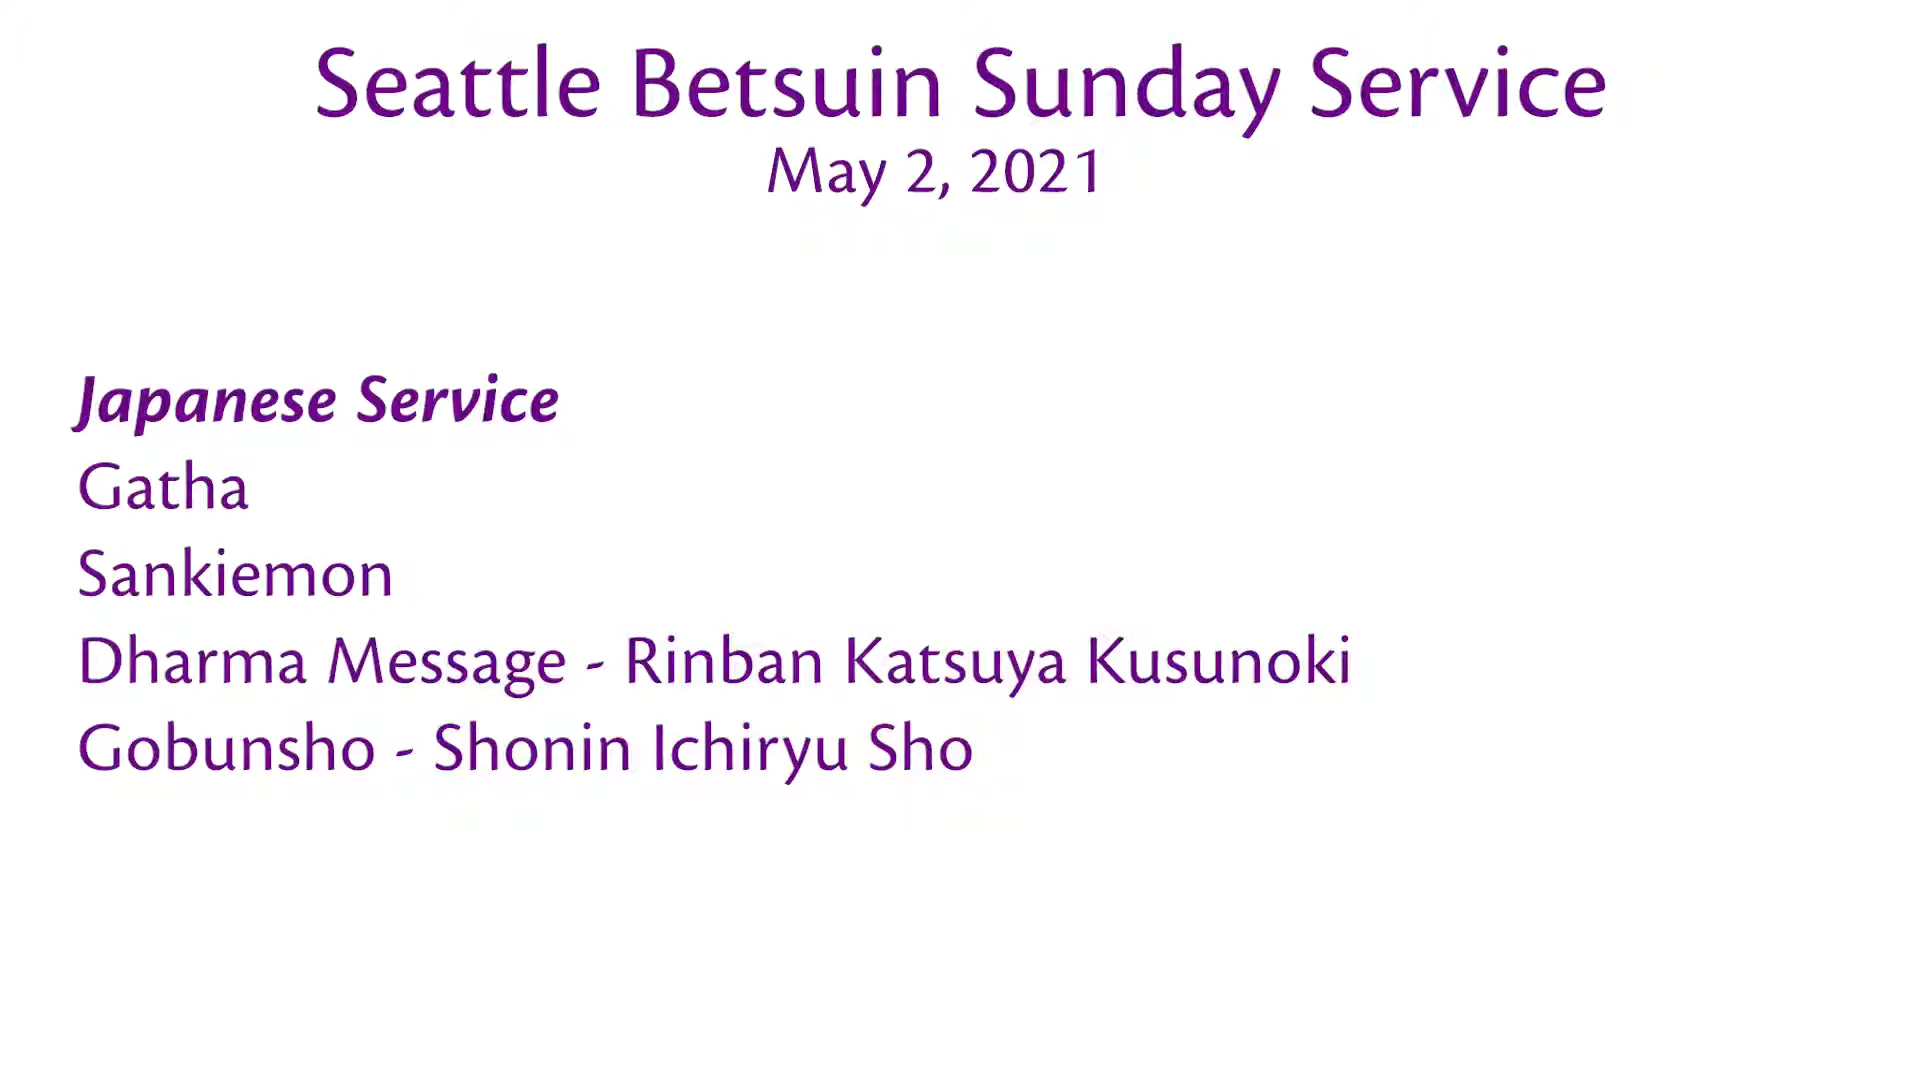 Seattle Betsuin Sunday Service
May 2, 2021
Japanese Service
Gatha
Sankiemon
Dharma Message - Rinban Katsuya Kusunoki
Gobunsho - Shonin Ichiryu Sho